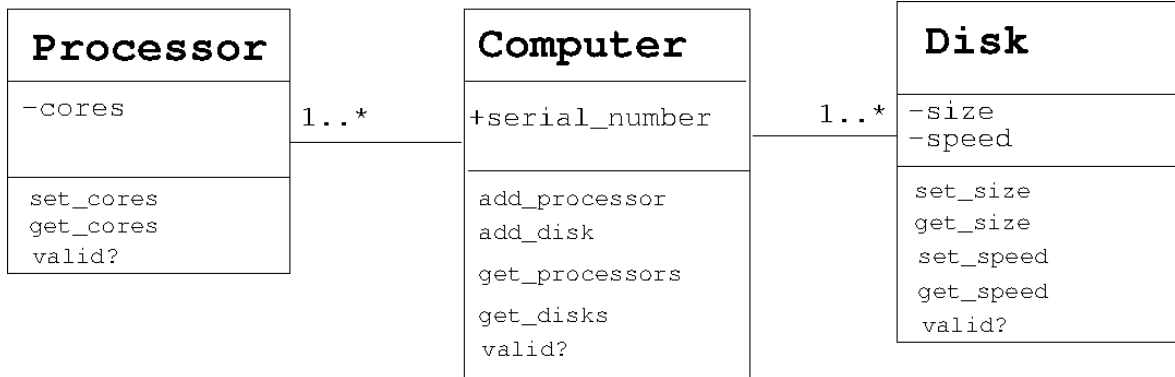 Processor
-cores
set_cores
get_cores
valid?
1..*
Computer
+serial_number
add_processor
add_disk
get_processors
get_disks
valid?
1..*
Disk
-size
-speed
set_size
get_size
set_speed
get_speed
valid?